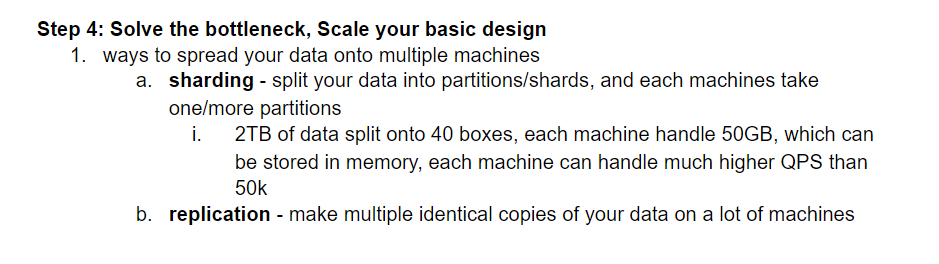 Step 4: Solve the bottleneck, Scale your basic design
1. ways to spread your data onto multiple machines
a. sharding - split your data into partitions/shards, and each machines take
one/more partitions
i. 2TB of data split onto 40 boxes, each machine handle 50GB, which can
be stored in memory, each machine can handle much higher QPS than
50k
b. replication - make multiple identical copies of your data on a lot of machines